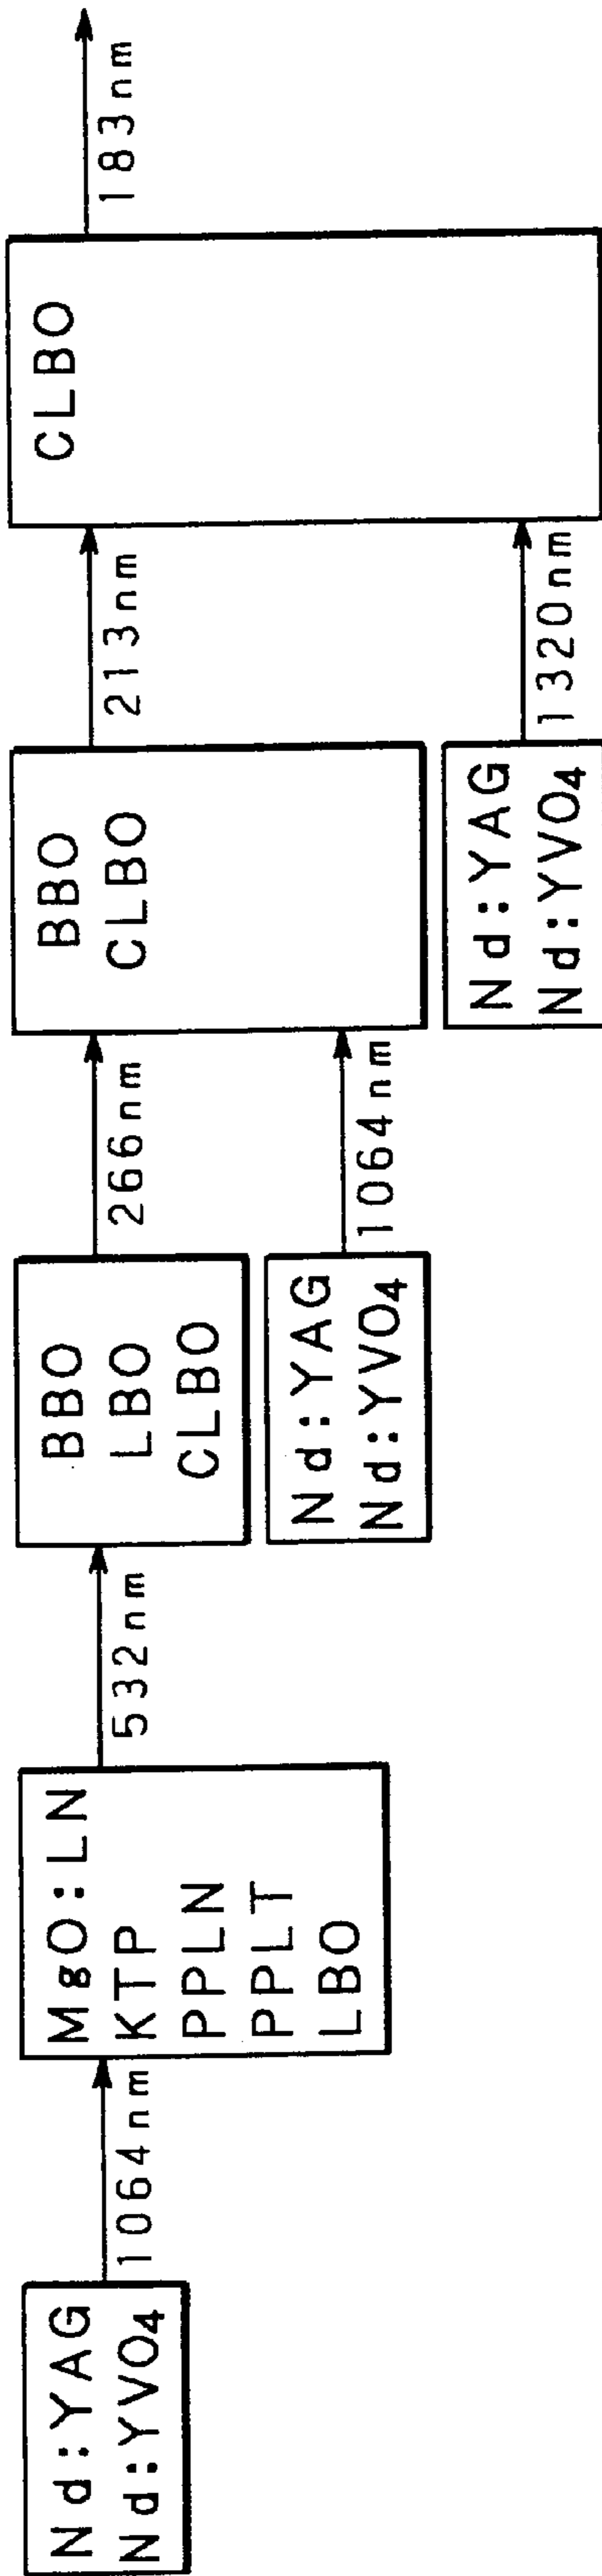 Nd:YAG
Nd:YVO4
1064nm
MgO:LN
KTP
PPLN
PPLT
LBO
532nm
BBO
LBO
CLBO
Nd:YAG
Nd:YVO4
266nm
1064nm
BBO
CLBO
Nd:YAG
Nd:YVO4
213nm
1320nm
CLBO
183nm